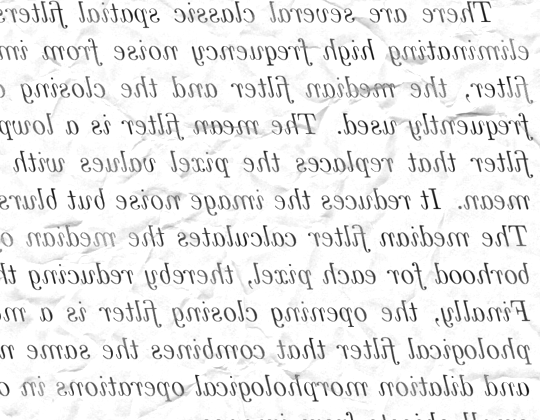 There are several classic spatial filters
eliminating high frequency noise from im
filter, the median filter and the closing
frequently used. The mean filter is a lowp
filter that replaces the pixel values with
mean. It reduces the image noise but blurs
The median filter calculates the median o
borhood for each pixel, thereby reducing th
Finally, the opening closing filter is a m
phological filter that combines the same
and dilation morphological operations in